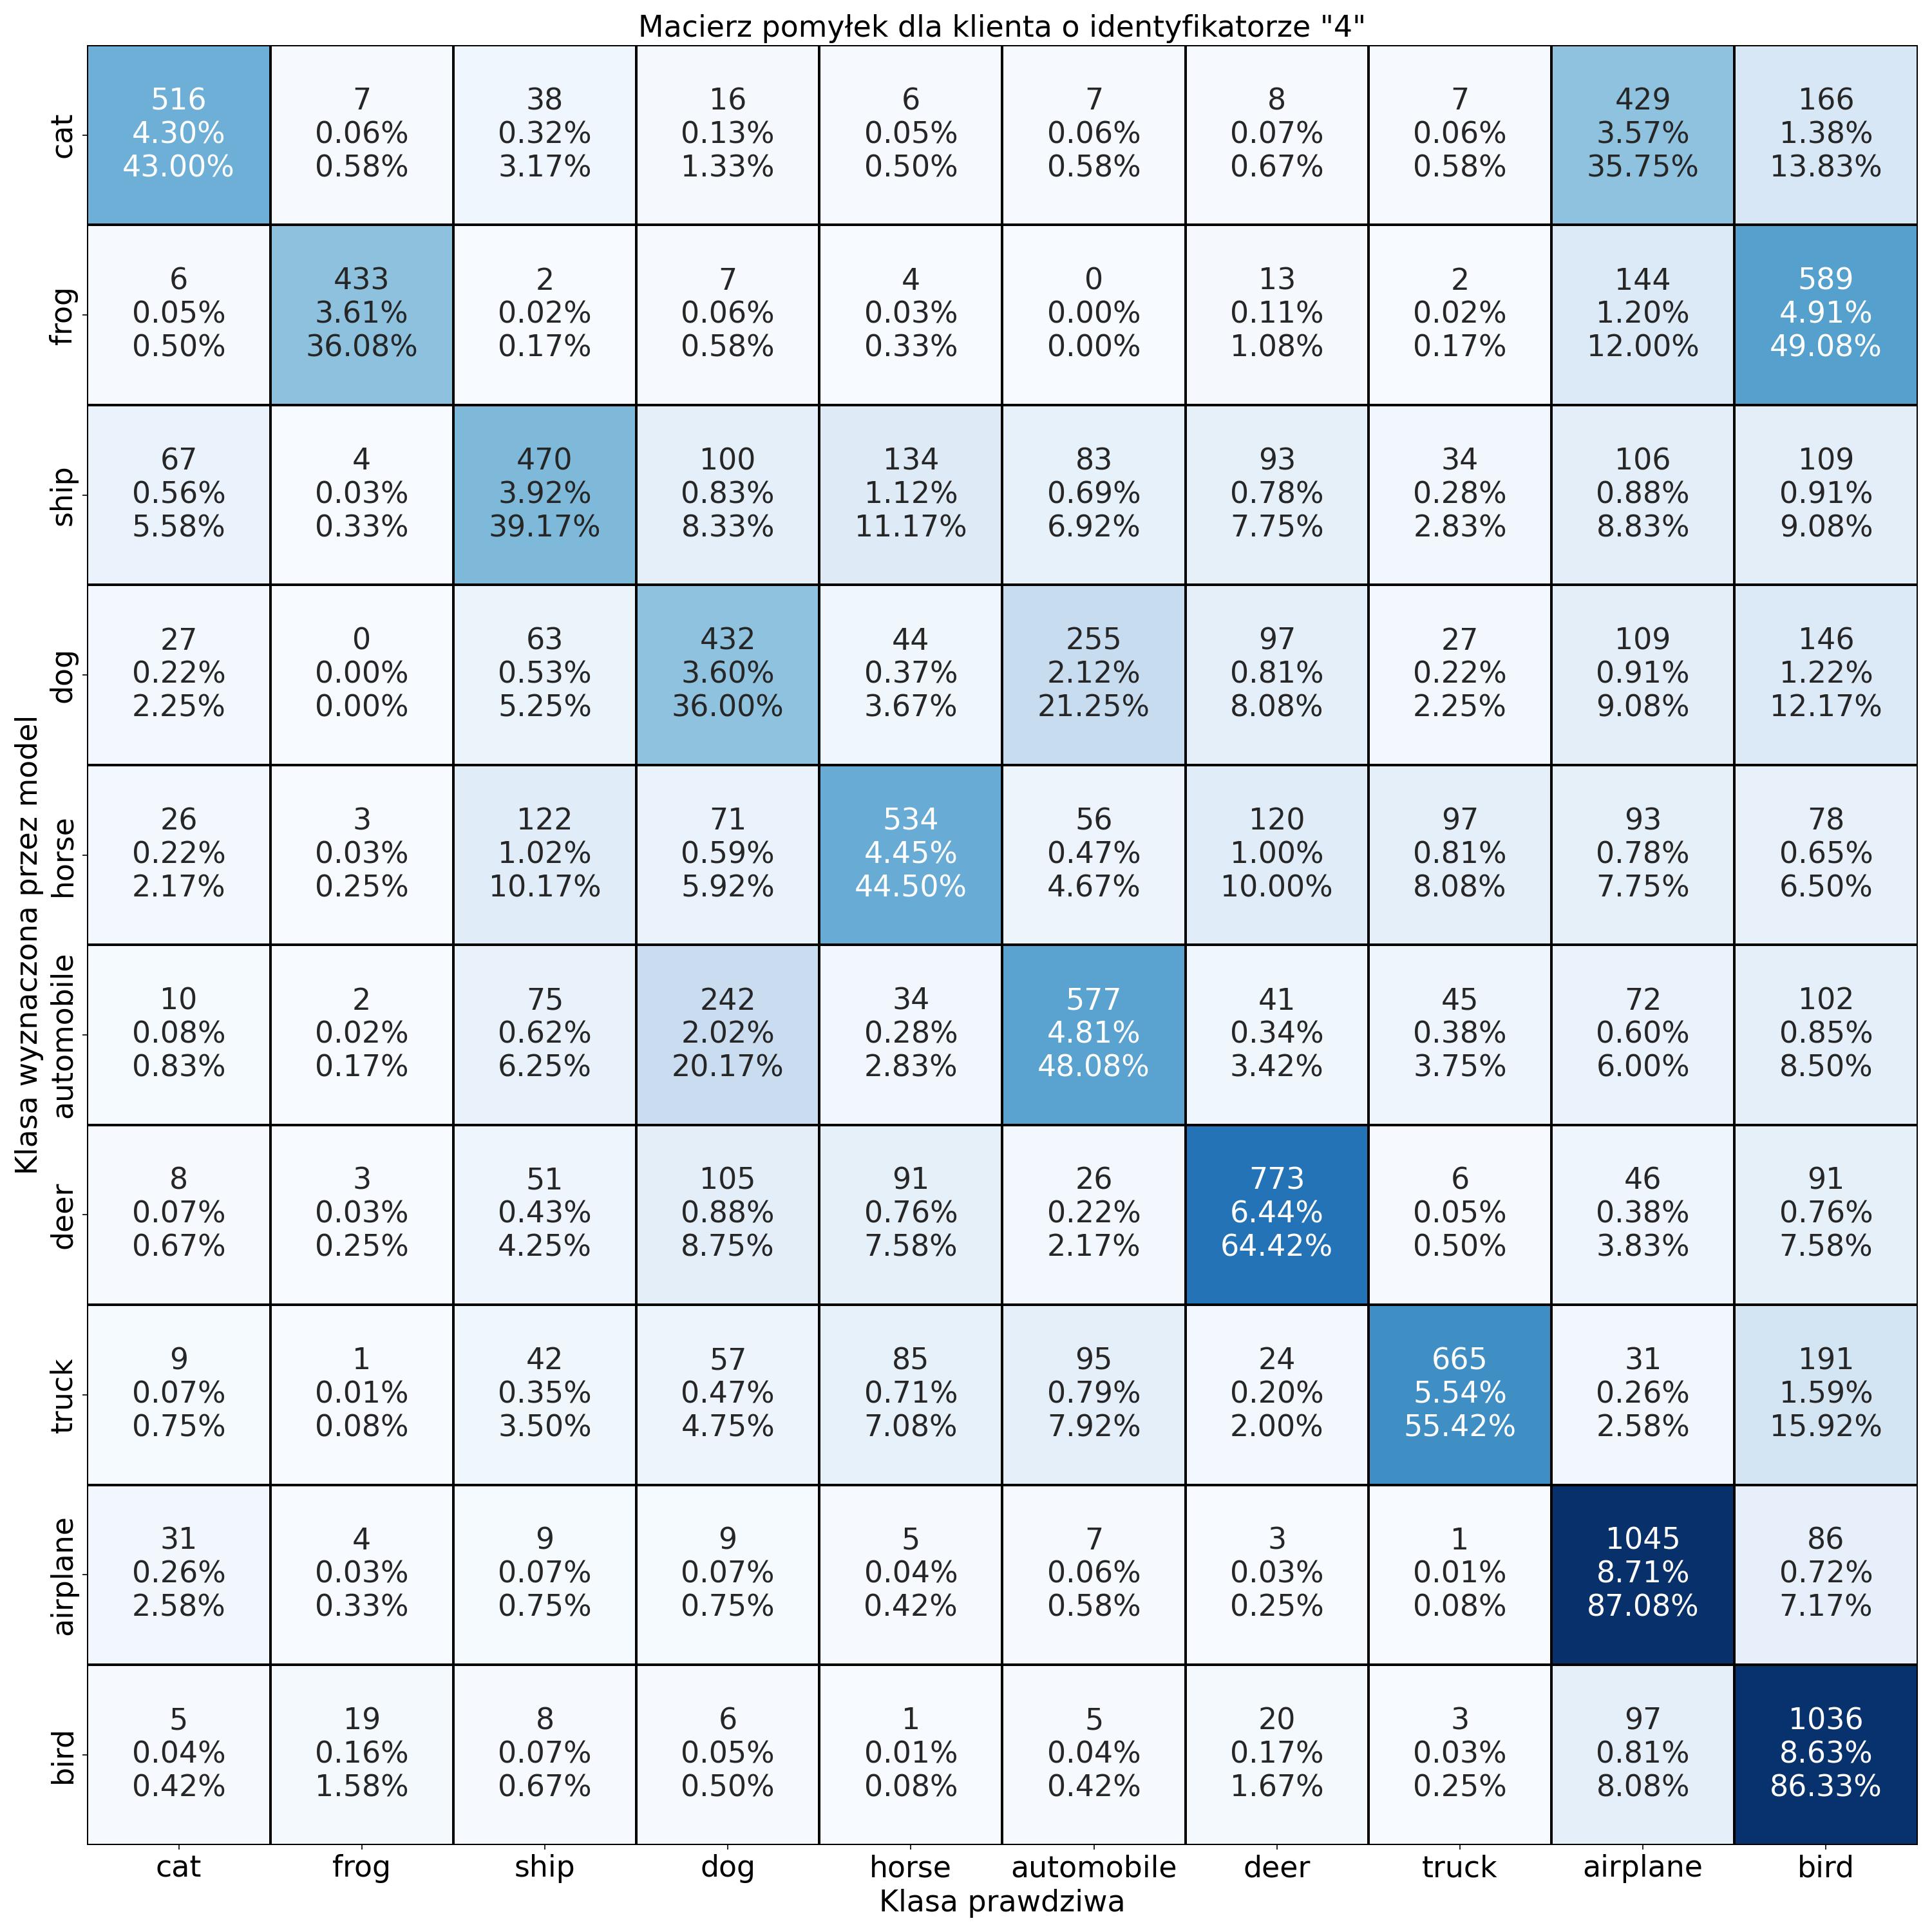 Macierz pomyłek dla klienta o identyfikatorze "4"
Klasa wyznaczona przez model
cat
516 7 38 16 6 7 8 7 429 166
4.30% 0.06% 0.32% 0.13% 0.05% 0.06% 0.07% 0.06% 3.57% 1.38%
43.00% 0.58% 3.17% 1.33% 0.50% 0.58% 0.67% 0.58% 35.75% 13.83%
frog
6 433 2 7 4 0 13 2 144 589
0.05% 3.61% 0.02% 0.06% 0.03% 0.00% 0.11% 0.02% 1.20% 4.91%
0.50% 36.08% 0.17% 0.58% 0.33% 0.00% 1.08% 0.17% 12.00% 49.08%
ship
67 4 470 100 134 83 93 34 106 109
0.56% 0.03% 3.92% 0.83% 1.12% 0.69% 0.78% 0.28% 0.88% 0.91%
5.58% 0.33% 39.17% 8.33% 11.17% 6.92% 7.75% 2.83% 8.83% 9.08%
dog
27 0 63 432 44 255 97 27 109 146
0.22% 0.00% 0.53% 3.60% 0.37% 2.12% 0.81% 0.22% 0.91% 1.22%
2.25% 0.00% 5.25% 36.00% 3.67% 21.25% 8.08% 2.25% 9.08% 12.17%
horse
26 3 122 71 534 56 120 97 93 78
0.22% 0.03% 1.02% 0.59% 4.45% 0.47% 1.00% 0.81% 0.78% 0.65%
2.17% 0.25% 10.17% 5.92% 44.50% 4.67% 10.00% 8.08% 7.75% 6.50%
automobile
10 2 75 242 34 577 41 45 72 102
0.08% 0.02% 0.62% 2.02% 0.28% 4.81% 0.34% 0.38% 0.60% 0.85%
0.83% 0.17% 6.25% 20.17% 2.83% 48.08% 3.42% 3.75% 6.00% 8.50%
deer
8 3 51 105 91 26 773 6 46 91
0.07% 0.03% 0.43% 0.88% 0.76% 0.22% 6.44% 0.05% 0.38% 0.76%
0.67% 0.25% 4.25% 8.75% 7.58% 2.17% 64.42% 0.50% 3.83% 7.58%
truck
9 1 42 57 85 95 24 665 31 191
0.07% 0.01% 0.35% 0.47% 0.71% 0.79% 0.20% 5.54% 0.26% 1.59%
0.75% 0.08% 3.50% 4.75% 7.08% 7.92% 2.00% 55.42% 2.58% 15.92%
airplane
31 4 9 9 5 7 3 1 1045 86
0.26% 0.03% 0.07% 0.07% 0.04% 0.06% 0.03% 0.01% 8.71% 0.72%
2.58% 0.33% 0.75% 0.75% 0.42% 0.58% 0.25% 0.08% 87.08% 7.17%
bird
5 19 8 6 1 5 20 3 97 1036
0.04% 0.16% 0.07% 0.05% 0.01% 0.04% 0.17% 0.03% 0.81% 8.63%
0.42% 1.58% 0.67% 0.50% 0.08% 0.42% 1.67% 0.25% 8.08% 86.33%
cat frog ship dog horse automobile deer truck airplane bird
Klasa prawdziwa